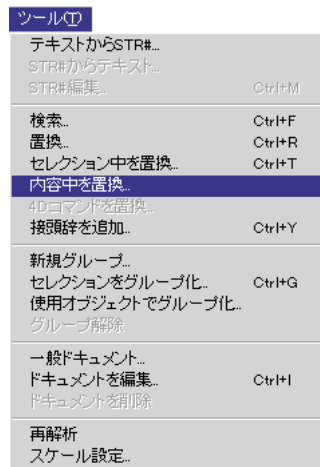 ツール(T)
テキストからSTR#...
STR#からテキスト...
STR#編集... Ctrl+M
検索... Ctrl+F
置換... Ctrl+R
セレクション中を置換... Ctrl+T
内容中を置換...
4Dコマンドを置換...
接頭辞を追加... Ctrl+Y
新規グループ...
セレクションをグループ化... Ctrl+G
使用オブジェクトでグループ化...
グループ解除
一般ドキュメント...
ドキュメントを編集... Ctrl+I
ドキュメントを削除
再解析
スケール設定...